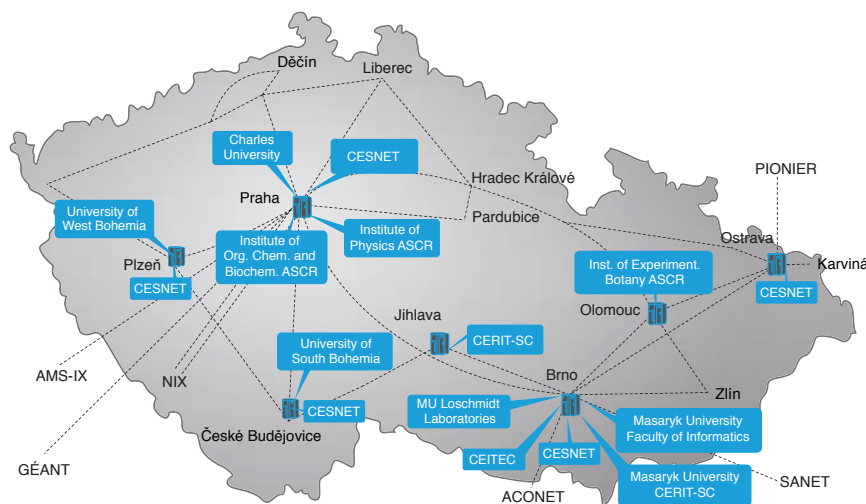 Děčín
Liberec
Charles
University
CESNET
Hradec Králové
PIONIER
Praha
University of
West Bohemia
Pardubice
Institute of
Physics ASCR
Institute of
Org. Chem. and
Biochem. ASCR
Ostrava
Plzeň
Karviná
Inst. of Experiment.
Botany ASCR
CESNET
CESNET
Olomouc
Jihlava
University of
South Bohemia
CERIT-SC
AMS-IX
NIX
Brno
Zlín
CESNET
MU Loschmidt
Laboratories
Masaryk University
Faculty of Informatics
České Budějovice
CEITEC
CESNET
GÉANT
Masaryk University
CERIT-SC
SANET
ACONET